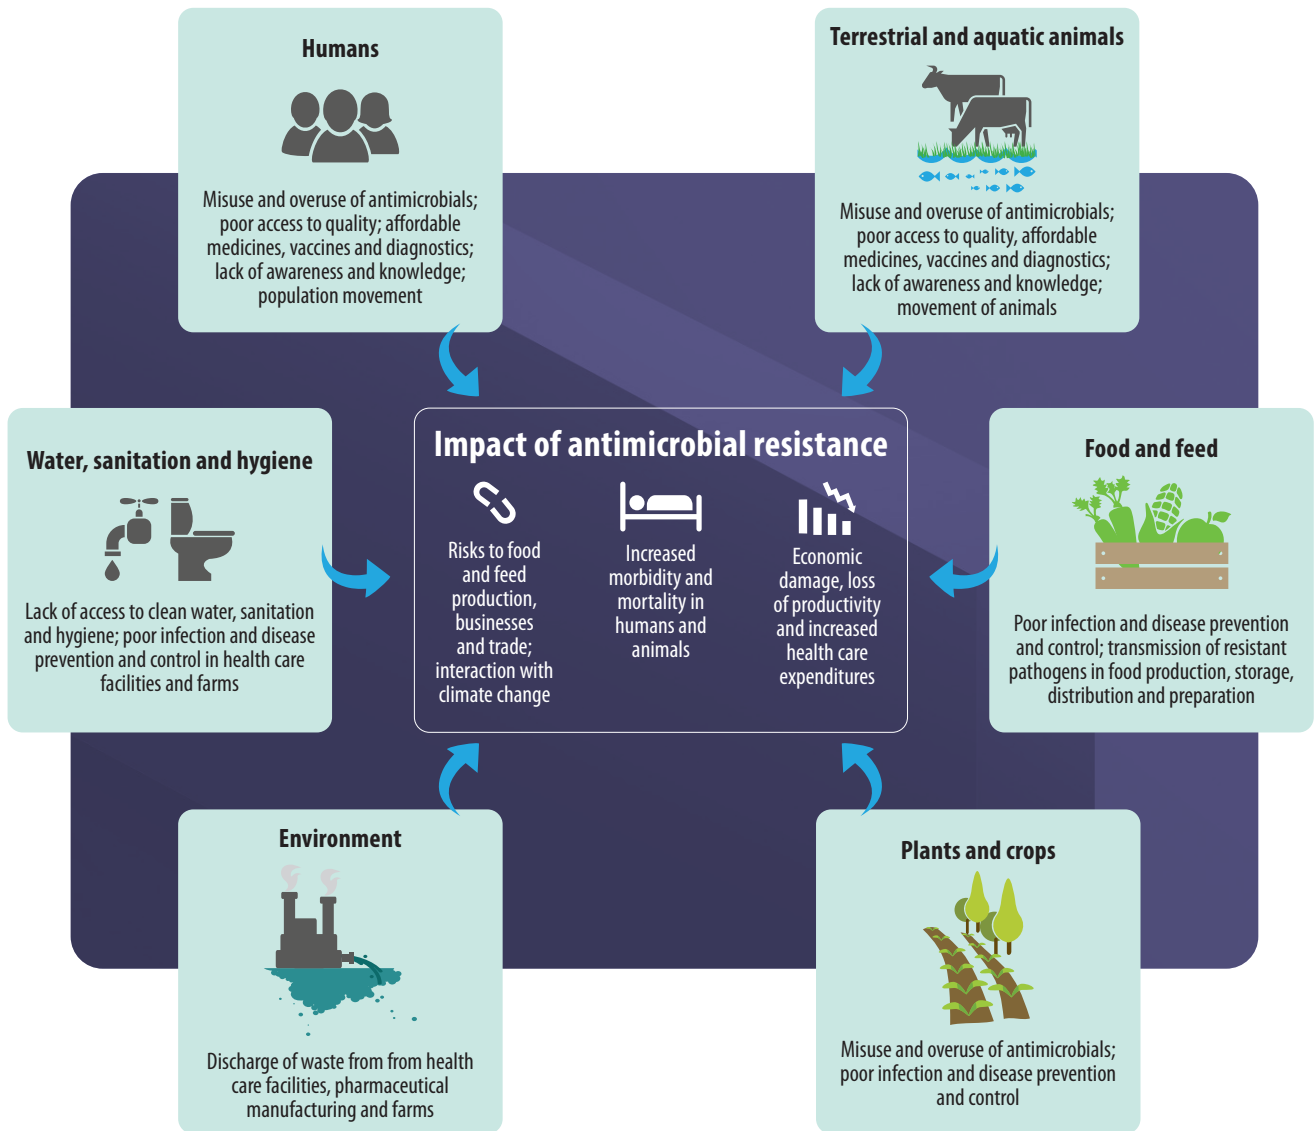 Humans
Misuse and overuse of antimicrobials;
poor access to quality; affordable
medicines, vaccines and diagnostics;
lack of awareness and knowledge;
population movement
Terrestrial and aquatic animals
Misuse and overuse of antimicrobials;
poor access to quality, affordable
medicines, vaccines and diagnostics;
lack of awareness and knowledge;
movement of animals
Water, sanitation and hygiene
Lack of access to clean water, sanitation
and hygiene; poor infection and disease
prevention and control in health care
facilities and farms
Impact of antimicrobial resistance
Risks to food
and feed
production,
businesses
and trade;
interaction with
climate change
Increased
morbidity and
mortality in
humans and
animals
Economic
damage, loss
of productivity
and increased
health care
expenditures
Food and feed
Poor infection and disease prevention
and control; transmission of resistant
pathogens in food production, storage,
distribution and preparation
Environment
Discharge of waste from from health
care facilities, pharmaceutical
manufacturing and farms
Plants and crops
Misuse and overuse of antimicrobials;
poor infection and disease prevention
and control